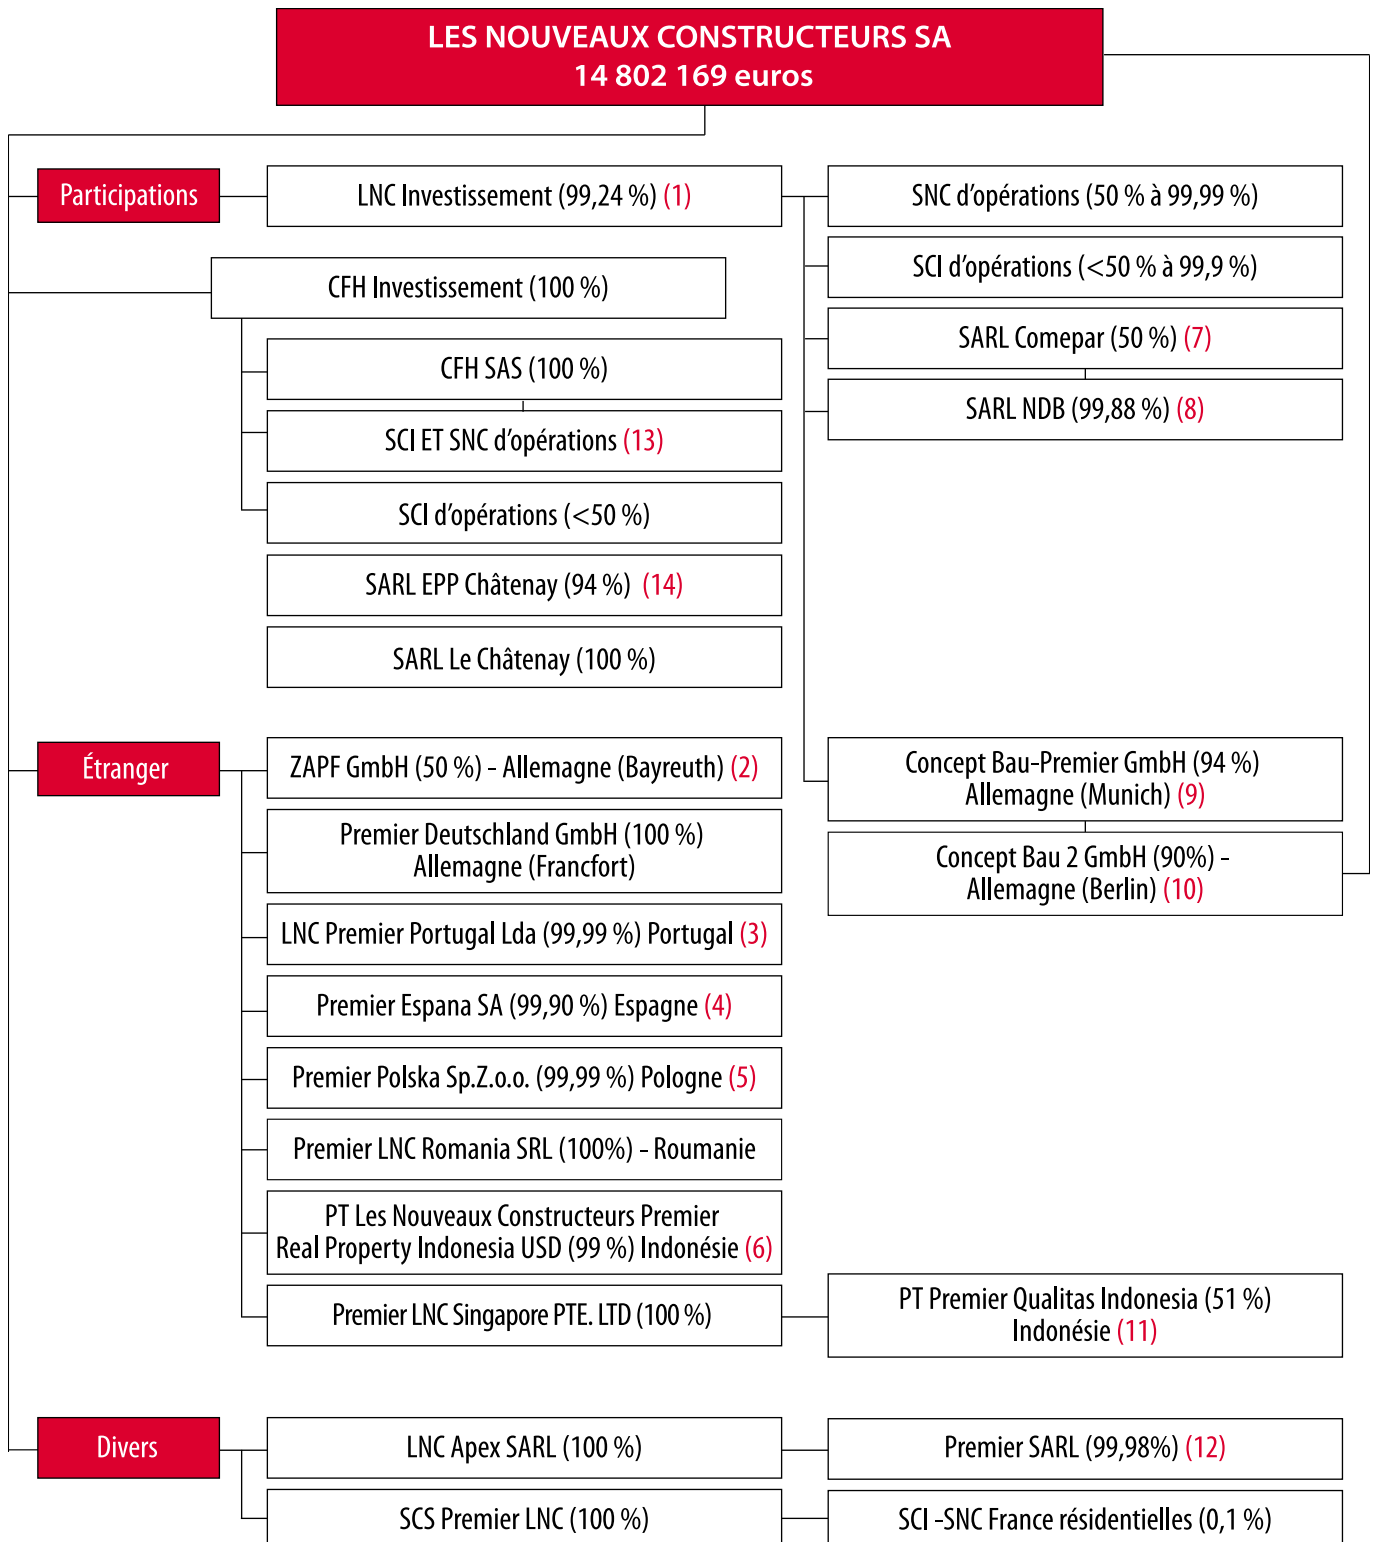 LES NOUVEAUX CONSTRUCTEURS SA
14 802 169 euros
Participations
LNC Investissement (99,24 %) (1)
SNC d'opérations (50 % à 99,99 %)
SCI d'opérations (<50 % à 99,9 %)
CFH Investissement (100 %)
SARL Comepar (50 %) (7)
CFH SAS (100 %)
SARL NDB (99,88 %) (8)
SCI ET SNC d'opérations (13)
SCI d'opérations (<50 %)
SARL EPP Châtenay (94 %) (14)
SARL Le Châtenay (100 %)
Étranger
ZAPF GmbH (50 %) - Allemagne (Bayreuth) (2)
Concept Bau-Premier GmbH (94 %)
Allemagne (Munich) (9)
Premier Deutschland GmbH (100 %)
Allemagne (Francfort)
Concept Bau 2 GmbH (90%) -
Allemagne (Berlin) (10)
LNC Premier Portugal Lda (99,99 %) Portugal (3)
Premier Espana SA (99,90 %) Espagne (4)
Premier Polska Sp.Z.o.o. (99,99 %) Pologne (5)
Premier LNC Romania SRL (100%) - Roumanie
PT Les Nouveaux Constructeurs Premier
Real Property Indonesia USD (99 %) Indonésie (6)
Premier LNC Singapore PTE. LTD (100 %)
PT Premier Qualitas Indonesia (51 %)
Indonésie (11)
Divers
LNC Apex SARL (100 %)
Premier SARL (99,98%) (12)
SCS Premier LNC (100 %)
SCI -SNC France résidentielles (0,1 %)